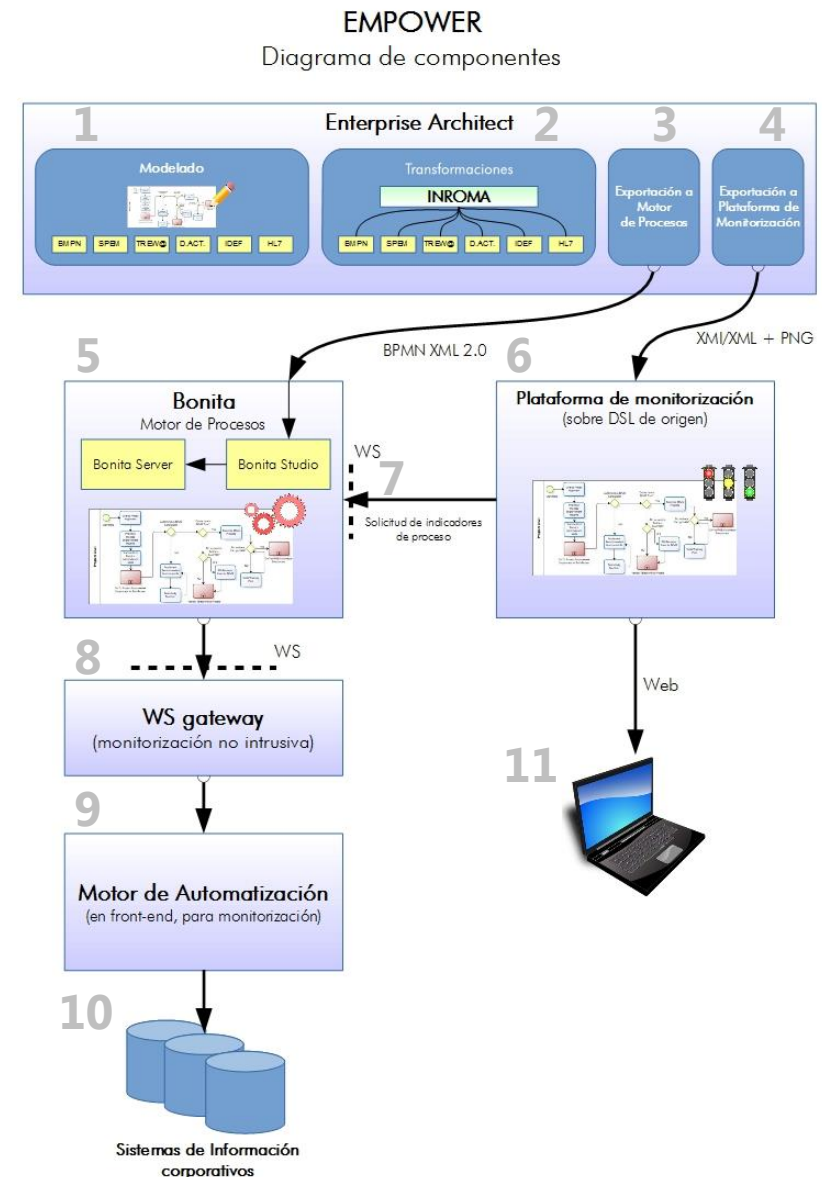 EMPOWER
Diagrama de componentes
1
2
3
4
Enterprise Architect
Modelado
BMPN
SPEM
TREW@
D.ACT.
IDEF
HL7
Transformaciones
INROMA
BMPN
SPEM
TREW@
D.ACT.
IDEF
HL7
Exportación a
Motor
de Procesos
Exportación a
Plataforma de
Monitorización
BPMN XML 2.0
XMI/XML + PNG
5
6
Bonita
Motor de Procesos
Bonita Server
Bonita Studio
Plataforma de monitorización
(sobre DSL de origen)
WS
7
Solicitud de indicadores
de proceso
8
WS
WS gateway
(monitorización no intrusiva)
Web
9
11
Motor de Automatización
(en front-end, para monitorización)
10
Sistemas de Información
corporativos